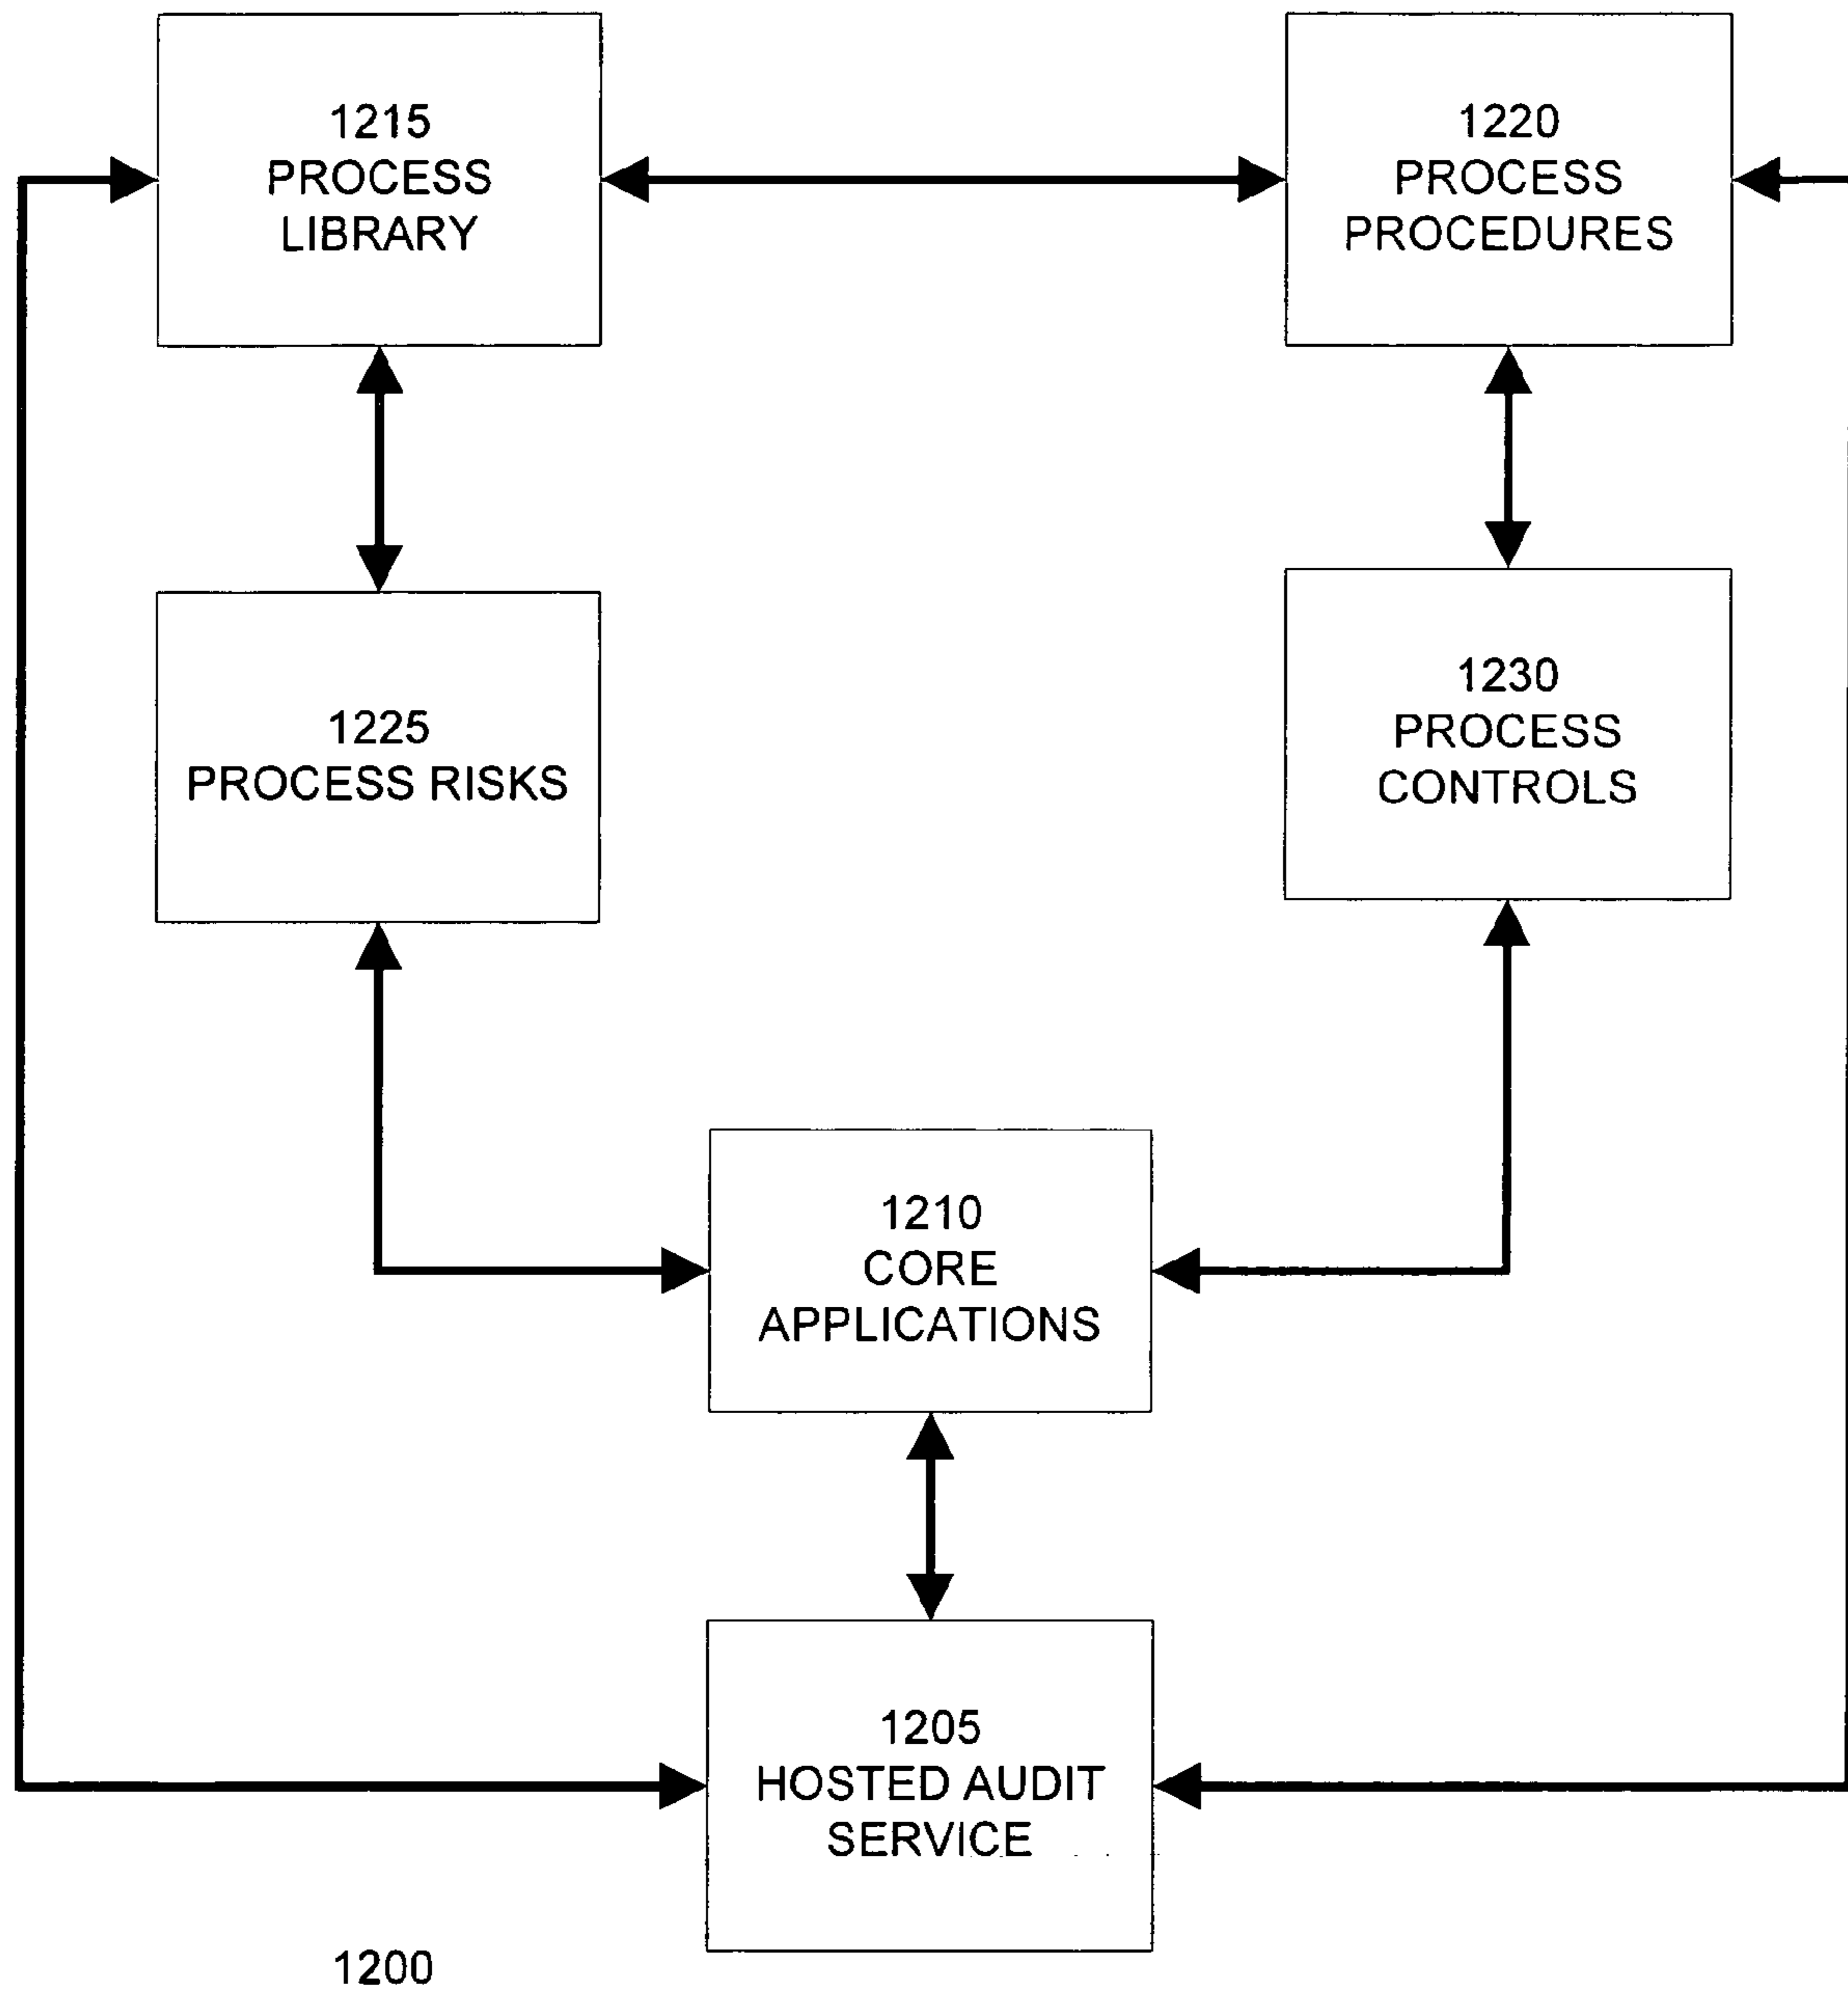 1215
PROCESS
LIBRARY
1220
PROCESS
PROCEDURES
1225
PROCESS RISKS
1230
PROCESS
CONTROLS
1210
CORE
APPLICATIONS
1205
HOSTED AUDIT
SERVICE
1200